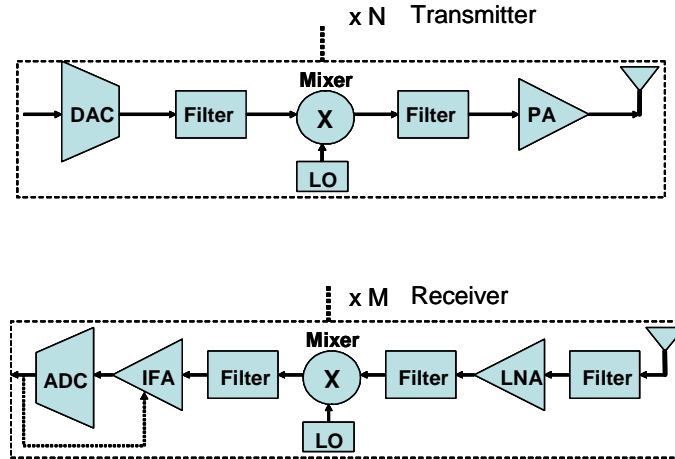 x N Transmitter
Mixer
DAC
Filter
X
Filter
PA
LO
x M Receiver
Mixer
ADC
IFA
Filter
X
Filter
LNA
Filter
LO